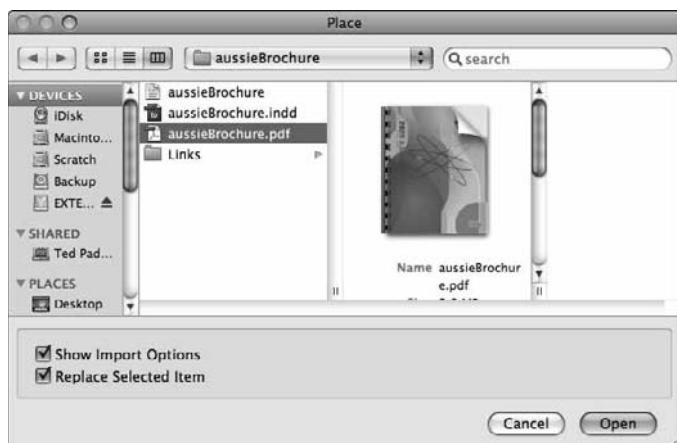 Place
aussieBrochure
search
DEVICES
iDisk
Macinto...
Scratch
Backup
EXTE...
SHARED
Ted Pad...
PLACES
Desktop
aussieBrochure
aussieBrochure.indd
aussieBrochure.pdf
Links
Name aussieBrochur
e.pdf
Show Import Options
Replace Selected Item
Cancel
Open